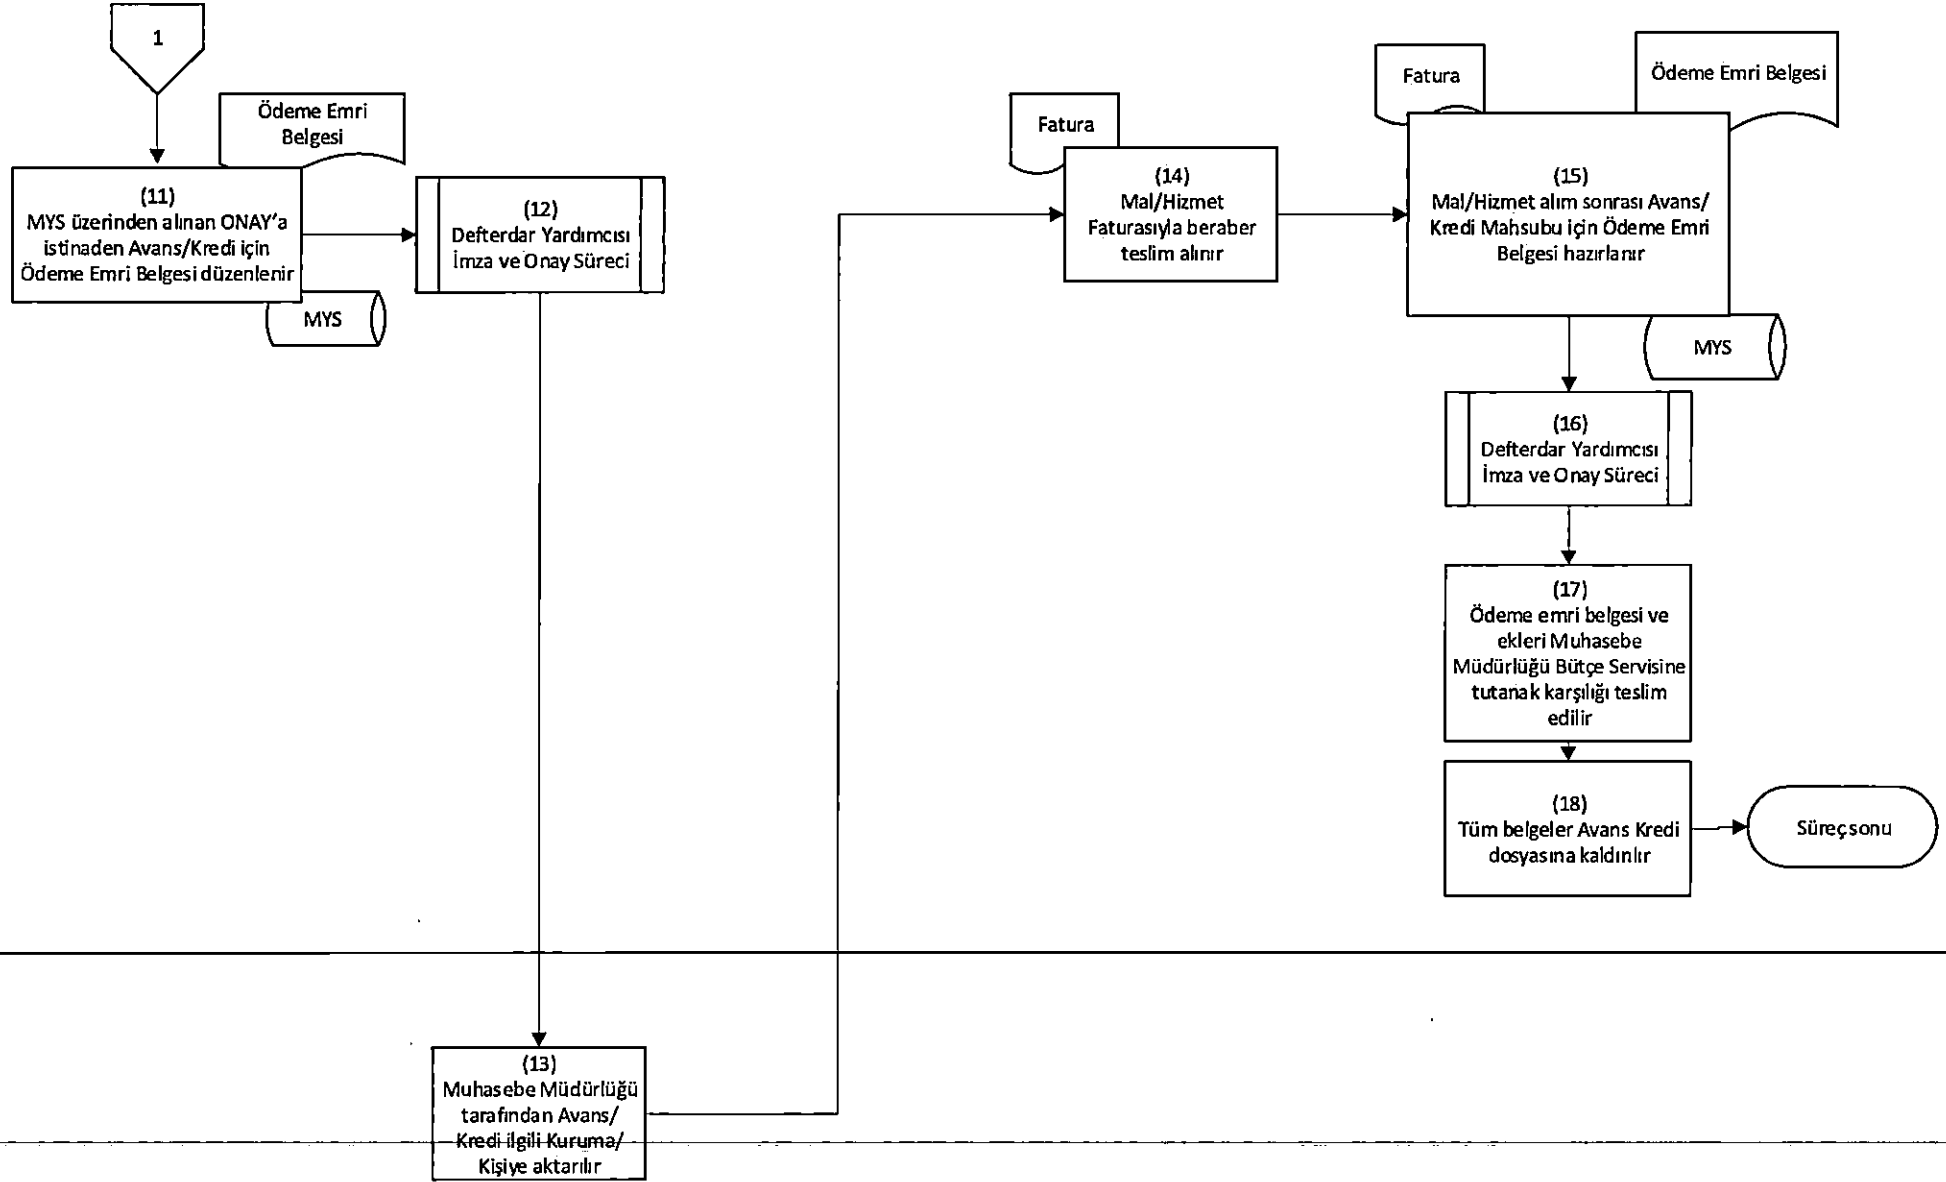 1
Ödeme Emri
Belgesi
(11)
MYS üzerinden alınan ONAY'a
istinaden Avans/Kredi için
Ödeme Emri Belgesi düzenlenir
MYS
(12)
Defterdar Yardımcısı
İmza ve Onay Süreci
(13)
Muhasebe Müdürlüğü
tarafından Avans/
Kredi ilgili Kuruma/
Kişiye aktarılır
Fatura
(14)
Mal/Hizmet
Faturasıyla beraber
teslim alınır
Fatura
Ödeme Emri Belgesi
(15)
Mal/Hizmet alım sonrası Avans/
Kredi Mahsubu için Ödeme Emri
Belgesi hazırlanır
MYS
(16)
Defterdar Yardımcısı
İmza ve Onay Süreci
(17)
Ödeme emri belgesi ve
ekleri Muhasebe
Müdürlüğü Bütçe Servisine
tutanak karşılığı teslim
edilir
(18)
Tüm belgeler Avans Kredi
dosyasına kaldırılır
Süreç sonu